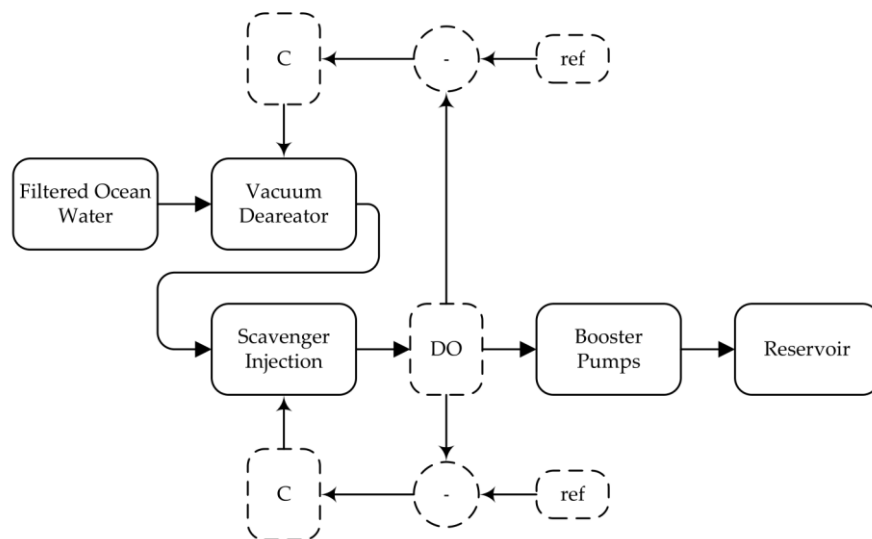 C
-
ref
Filtered Ocean
Water
Vacuum
Deareator
Scavenger
Injection
DO
Booster
Pumps
Reservoir
C
-
ref